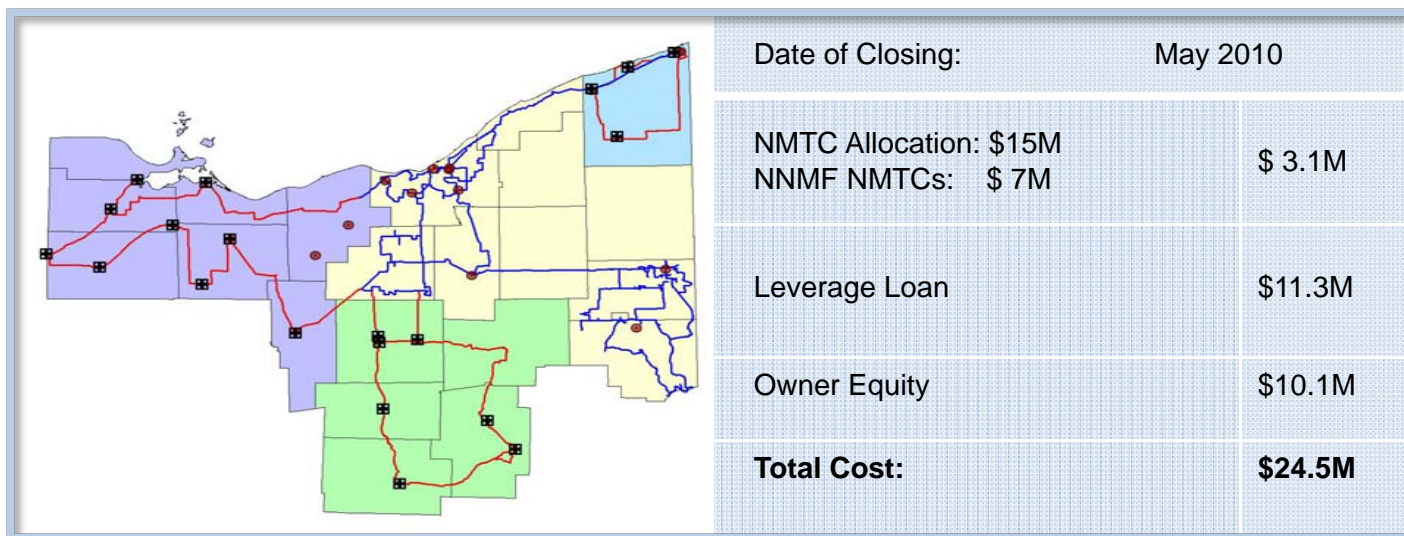 Date of Closing: May 2010
NMTC Allocation: $15M
NNMF NMTCs: $ 7M
$ 3.1M
Leverage Loan $11.3M
Owner Equity $10.1M
Total Cost: $24.5M